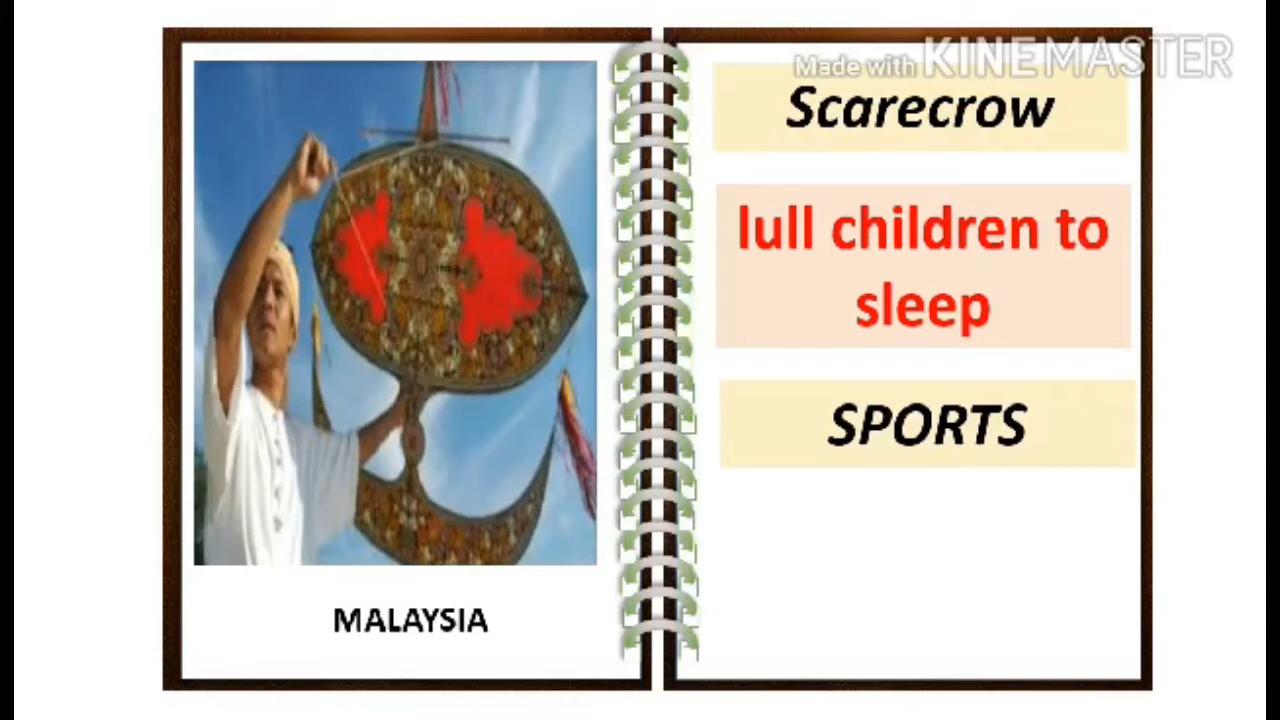 Made with KINEMASTER
Scarecrow
lull children to
sleep
SPORTS
MALAYSIA